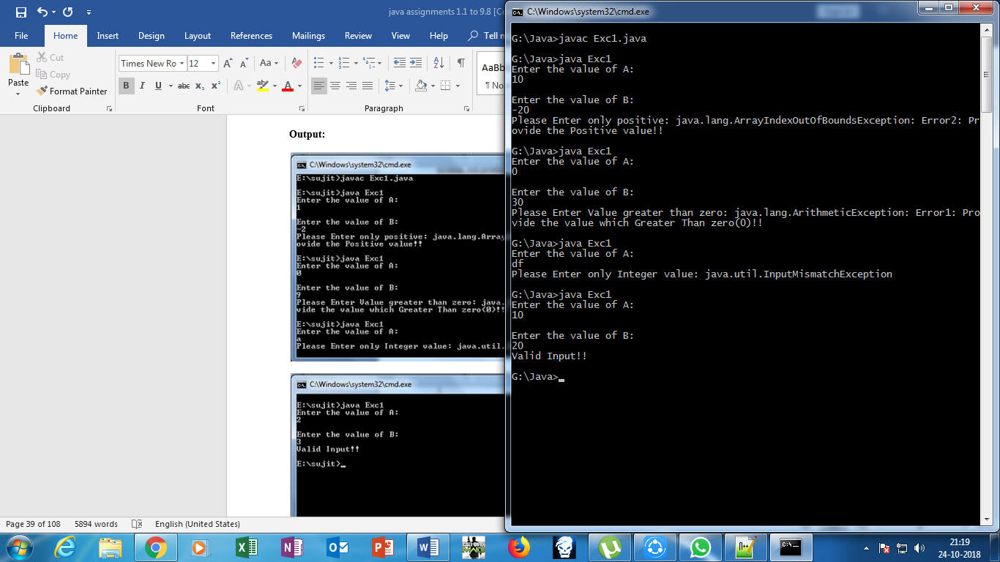 java assignments 1.1 to 9.8 [Co
File Home Insert Design Layout References Mailings Review View Help Tell m
Paste
Cut
Copy
Format Painter
Clipboard
Times New Ro 12
B I U abc x₂ x²
Font
Paragraph
AaBb
¶ No
Output:
C:\Windows\system32\cmd.exe
E:\sujit>javac Exc1.java
E:\sujit>java Exc1
Enter the value of A:
1
Enter the value of B:
-2
Please Enter only positive: java.lang.Array
ovide the Positive value!!
E:\sujit>java Exc1
Enter the value of A:
0
Enter the value of B:
9
Please Enter Value greater than zero: java.
vide the value which Greater Than zero(0)!!
E:\sujit>java Exc1
Enter the value of A:
a
Please Enter only Integer value: java.util.
C:\Windows\system32\cmd.exe
E:\sujit>java Exc1
Enter the value of A:
2
Enter the value of B:
3
Valid Input!!
E:\sujit>_
Page 39 of 108 5894 words English (United States)
C:\Windows\system32\cmd.exe
G:\Java>javac Exc1.java
G:\Java>java Exc1
Enter the value of A:
10
Enter the value of B:
-20
Please Enter only positive: java.lang.ArrayIndexOutOfBoundsException: Error2: Pr
ovide the Positive value!!
G:\Java>java Exc1
Enter the value of A:
0
Enter the value of B:
30
Please Enter Value greater than zero: java.lang.ArithmeticException: Error1: Pro
vide the value which Greater Than zero(0)!!
G:\Java>java Exc1
Enter the value of A:
df
Please Enter only Integer value: java.util.InputMismatchException
G:\Java>java Exc1
Enter the value of A:
10
Enter the value of B:
20
Valid Input!!
G:\Java>_
21:19
24-10-2018